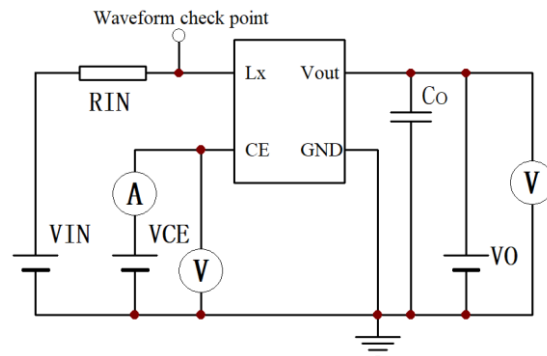 Waveform check point
Lx
Vout
RIN
Co
CE
GND
A
V
VIN
VCE
V
VO